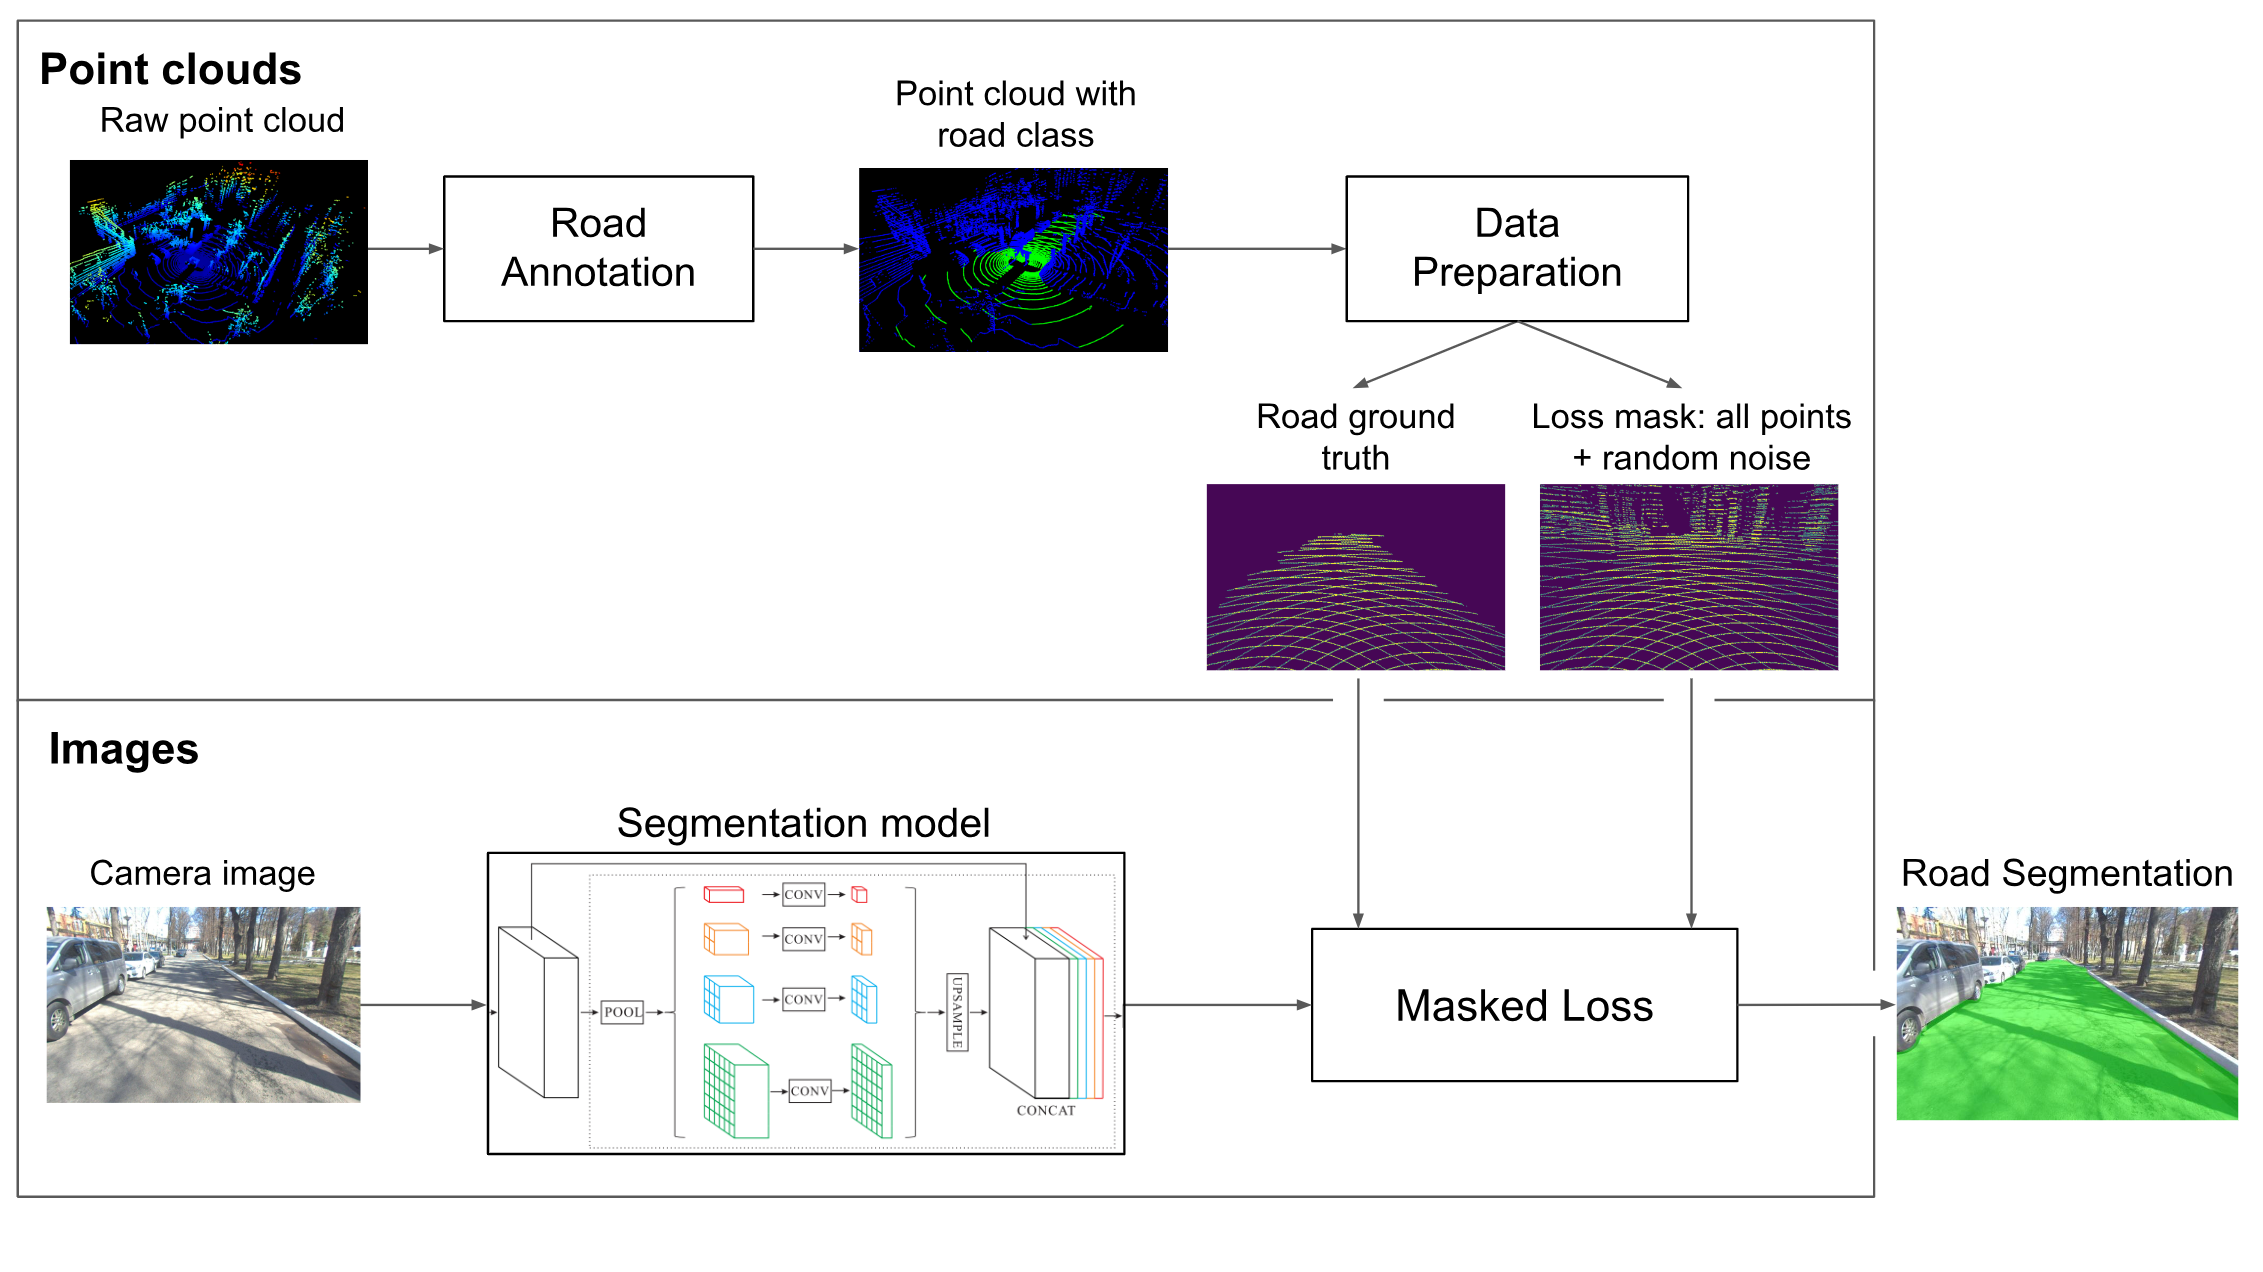 Point clouds
Raw point cloud
Point cloud with
road class
Road
Annotation
Data
Preparation
Road ground
truth
Loss mask: all points
+ random noise
Images
Segmentation model
Camera image
CONV
CONV
CONV
CONV
POOL
UPSAMPLE
CONCAT
Masked Loss
Road Segmentation